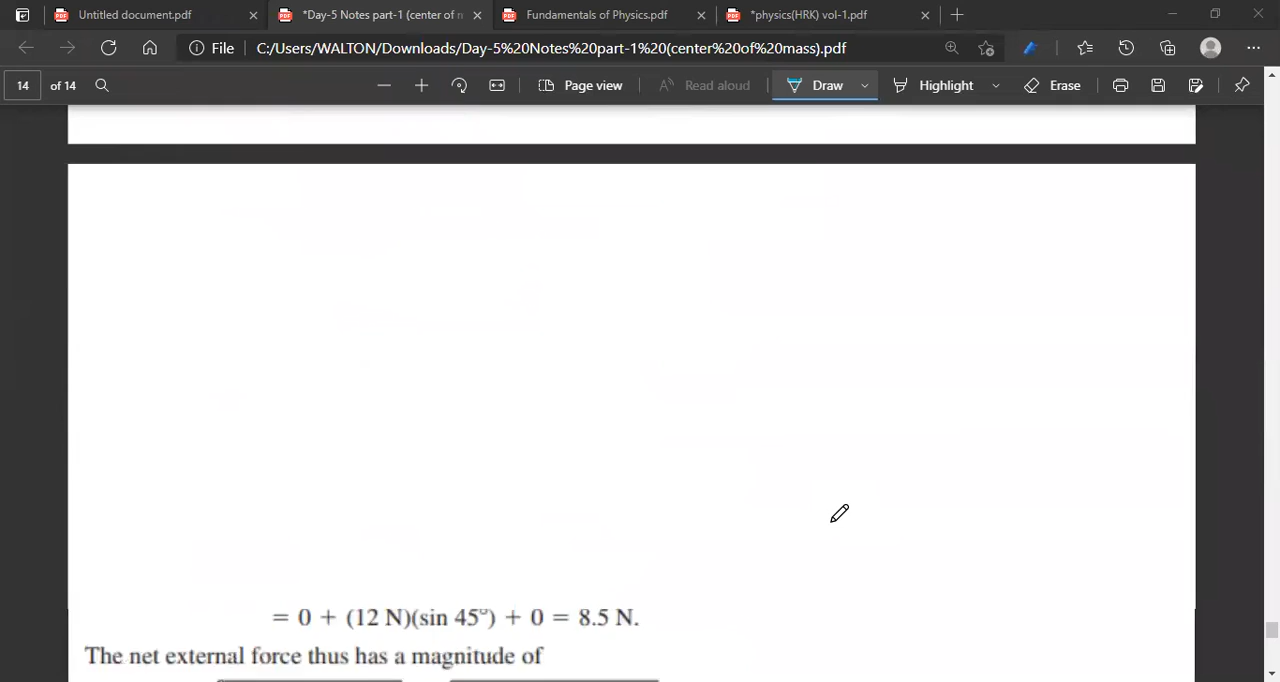 Untitled document.pdf
*Day-5 Notes part-1 (center of m
Fundamentals of Physics.pdf
*physics(HRK) vol-1.pdf
File
C:/Users/WALTON/Downloads/Day-5%20Notes%20part-1%20(center%20of%20mass).pdf
14 of 14
Page view
Read aloud
Draw
Highlight
Erase
= 0 + (12 N)(sin 45°) + 0 = 8.5 N.
The net external force thus has a magnitude of